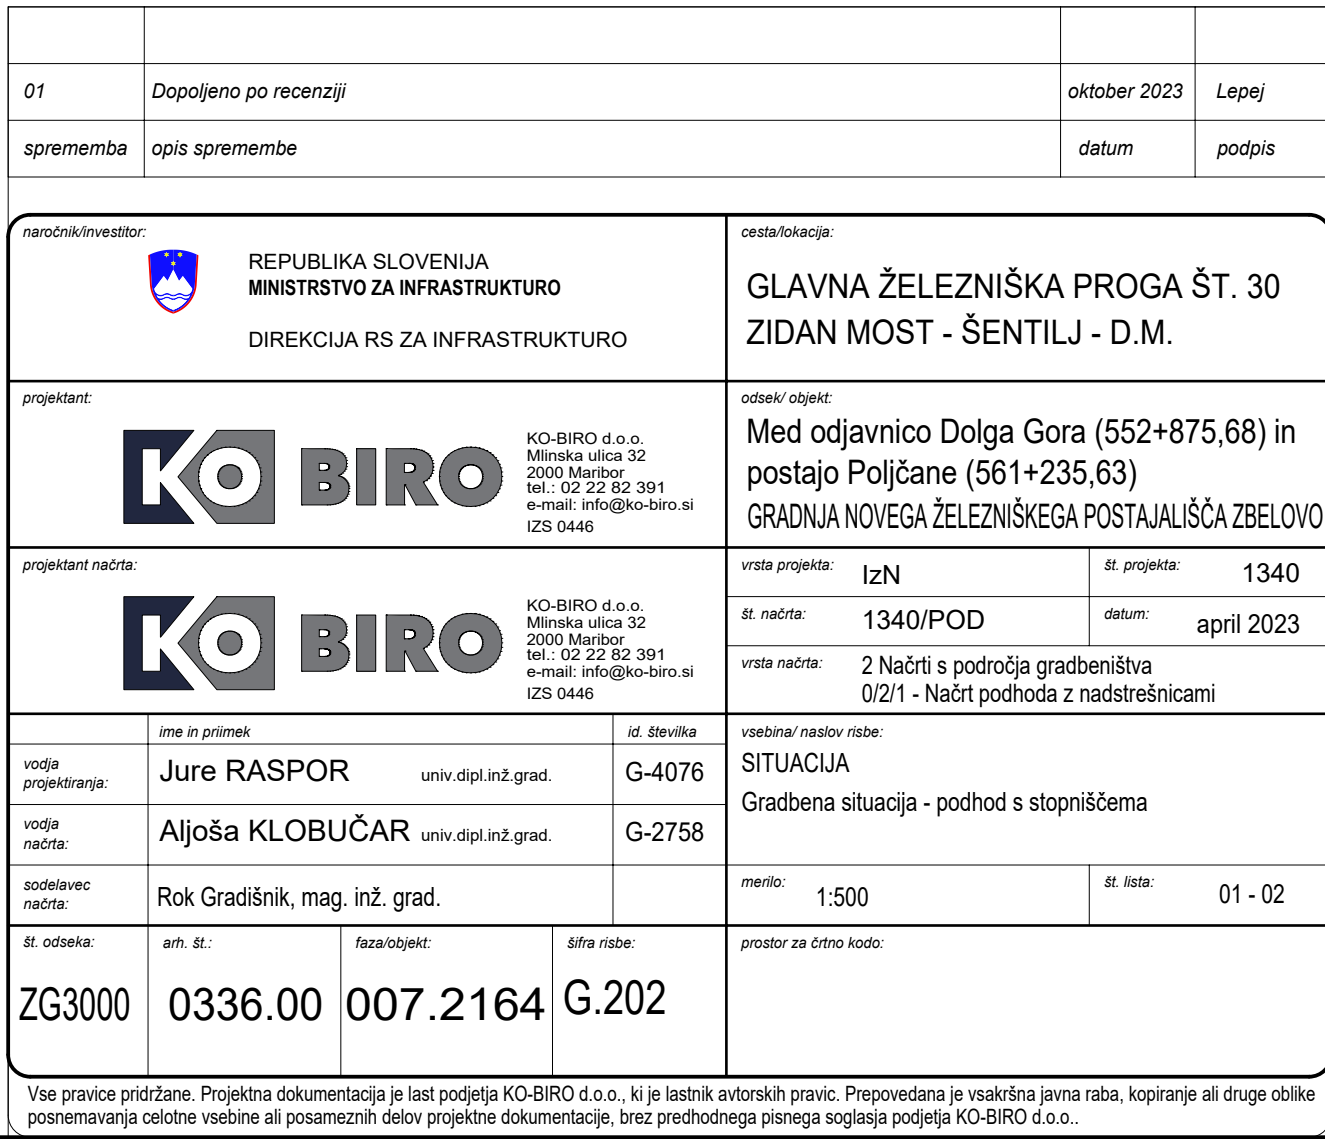 01 Dopoljeno po recenziji oktober 2023 Lepej
sprememba opis spremembe datum podpis
naročnik/investitor:
REPUBLIKA SLOVENIJA
MINISTRSTVO ZA INFRASTRUKTURO
DIREKCIJA RS ZA INFRASTRUKTURO
cesta/lokacija:
GLAVNA ŽELEZNIŠKA PROGA ŠT. 30
ZIDAN MOST - ŠENTILJ - D.M.
projektant:
KO BIRO
KO-BIRO d.o.o.
Mlinska ulica 32
2000 Maribor
tel.: 02 22 82 391
e-mail: info@ko-biro.si
IZS 0446
odsek/ objekt:
Med odjavnico Dolga Gora (552+875,68) in
postajo Poljčane (561+235,63)
GRADNJA NOVEGA ŽELEZNIŠKEGA POSTAJALIŠČA ZBELOVO
projektant načrta:
KO BIRO
KO-BIRO d.o.o.
Mlinska ulica 32
2000 Maribor
tel.: 02 22 82 391
e-mail: info@ko-biro.si
IZS 0446
vrsta projekta: IzN št. projekta: 1340
št. načrta: 1340/POD datum: april 2023
vrsta načrta: 2 Načrti s področja gradbeništva
0/2/1 - Načrt podhoda z nadstrešnicami
ime in priimek id. številka
vodja
projektiranja: Jure RASPOR univ.dipl.inž.grad. G-4076
vodja
načrta: Aljoša KLOBUČAR univ.dipl.inž.grad. G-2758
sodelavec
načrta: Rok Gradišnik, mag. inž. grad.
vsebina/ naslov risbe:
SITUACIJA
Gradbena situacija - podhod s stopniščema
merilo: 1:500 št. lista: 01 - 02
št. odseka: arh. št.: faza/objekt: šifra risbe: prostor za črtno kodo:
ZG3000 0336.00 007.2164 G.202
Vse pravice pridržane. Projektna dokumentacija je last podjetja KO-BIRO d.o.o., ki je lastnik avtorskih pravic. Prepovedana je vsakršna javna raba, kopiranje ali druge oblike
posnemavanja celotne vsebine ali posameznih delov projektne dokumentacije, brez predhodnega pisnega soglasja podjetja KO-BIRO d.o.o..